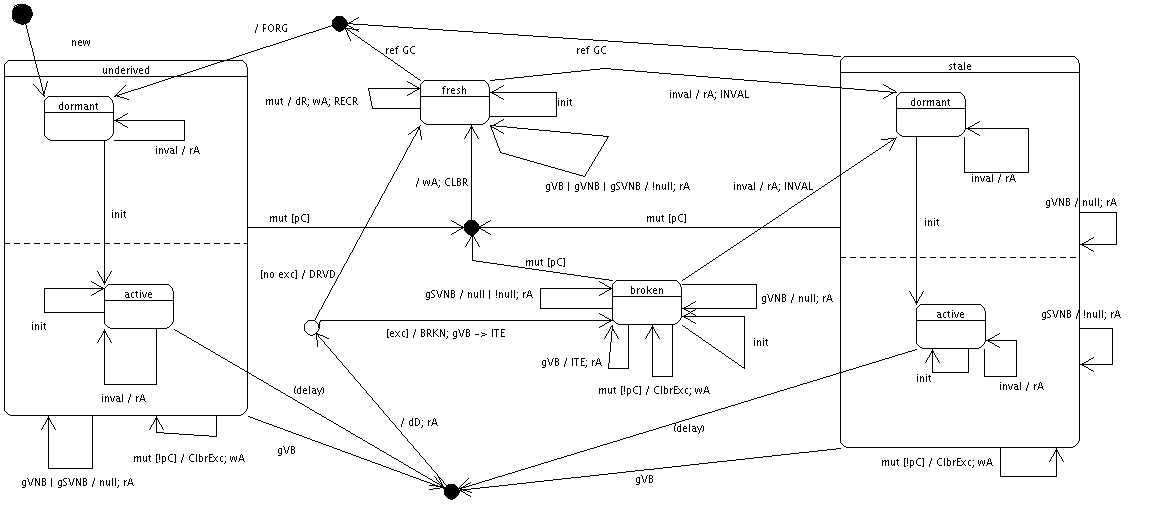 new
/ FORG
ref GC
ref GC
underived
stale
dormant
fresh
dormant
mut / dR; wA; RECR
init
inval / rA; INVAL
inval / rA
inval / rA
/ wA; CLBR
gVB | gVNB | gSVNB / !null; rA
inval / rA; INVAL
gVNB / null; rA
init
mut [pC]
mut [pC]
init
mut [pC]
[no exc] / DRVD
active
broken
gSVNB / null | !null; rA
gVNB / null; rA
gSVNB / !null; rA
active
init
[exc] / BRKN; gVB -> ITE
init
gVB / ITE; rA
init
inval / rA
mut [!pC] / ClbrExc; wA
(delay)
inval / rA
/ dD; rA
(delay)
gVB
mut [!pC] / ClbrExc; wA
mut [!pC] / ClbrExc; wA
gVNB | gSVNB / null; rA
gVB